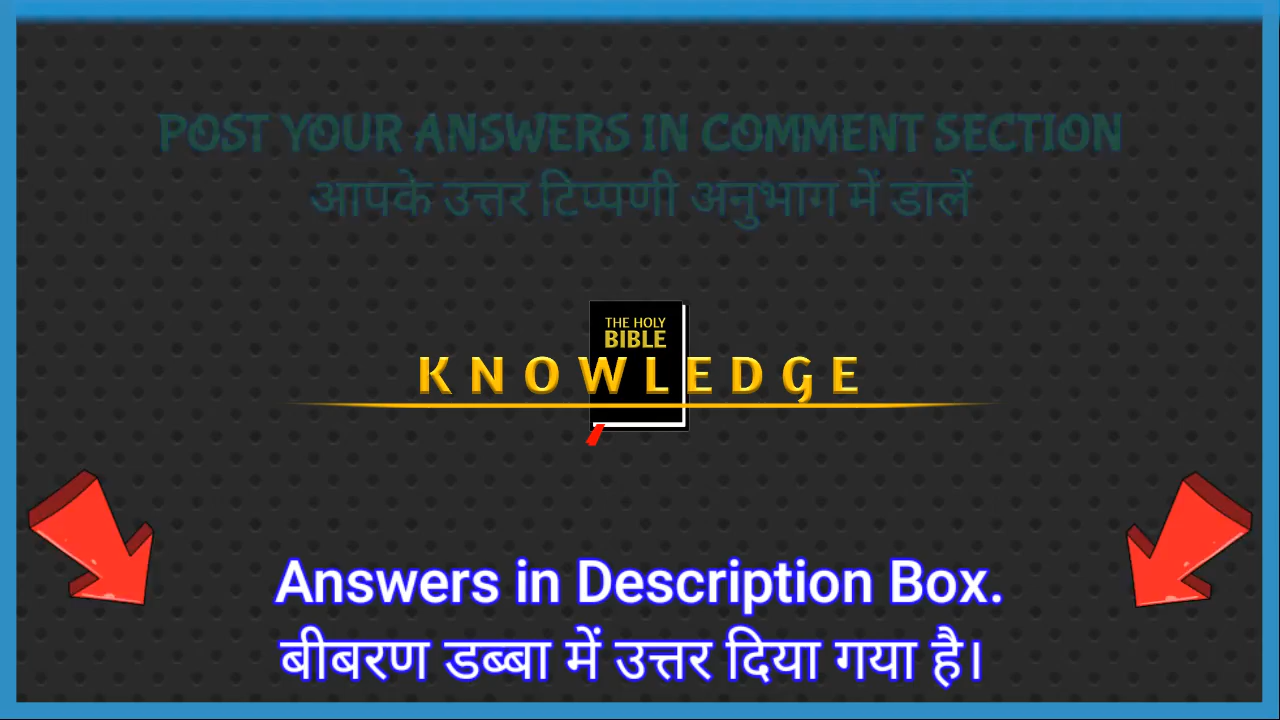 POST YOUR ANSWERS IN COMMENT SECTION
आपके उत्तर टिप्पणी अनुभाग में डालें
THE HOLY
BIBLE
KNOWLEDGE
Answers in Description Box.
बीबरण डब्बा में उत्तर दिया गया है।